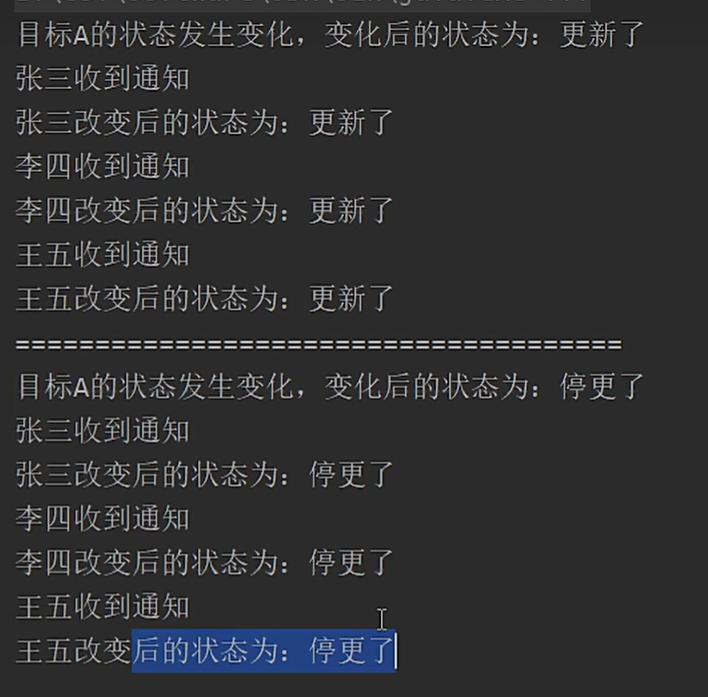 目标A的状态发生变化，变化后的状态为：更新了
张三收到通知
张三改变后的状态为：更新了
李四收到通知
李四改变后的状态为：更新了
王五收到通知
王五改变后的状态为：更新了
======================================
目标A的状态发生变化，变化后的状态为：停更了
张三收到通知
张三改变后的状态为：停更了
李四收到通知
李四改变后的状态为：停更了
王五收到通知
王五改变后的状态为：停更了